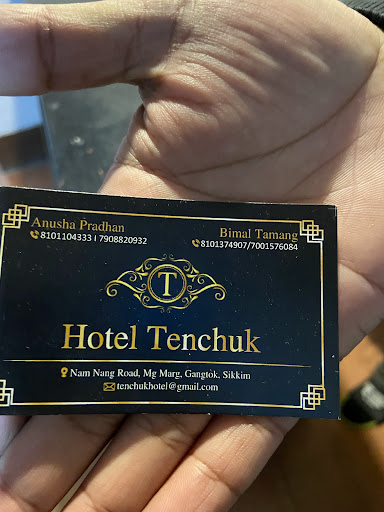 Anusha Pradhan
8101104333 | 7908820932
Bimal Tamang
8101374907/7001576084
T
Hotel Tenchuk
Nam Nang Road, Mg Marg, Gangtok, Sikkim
tenchukhotel@gmail.com